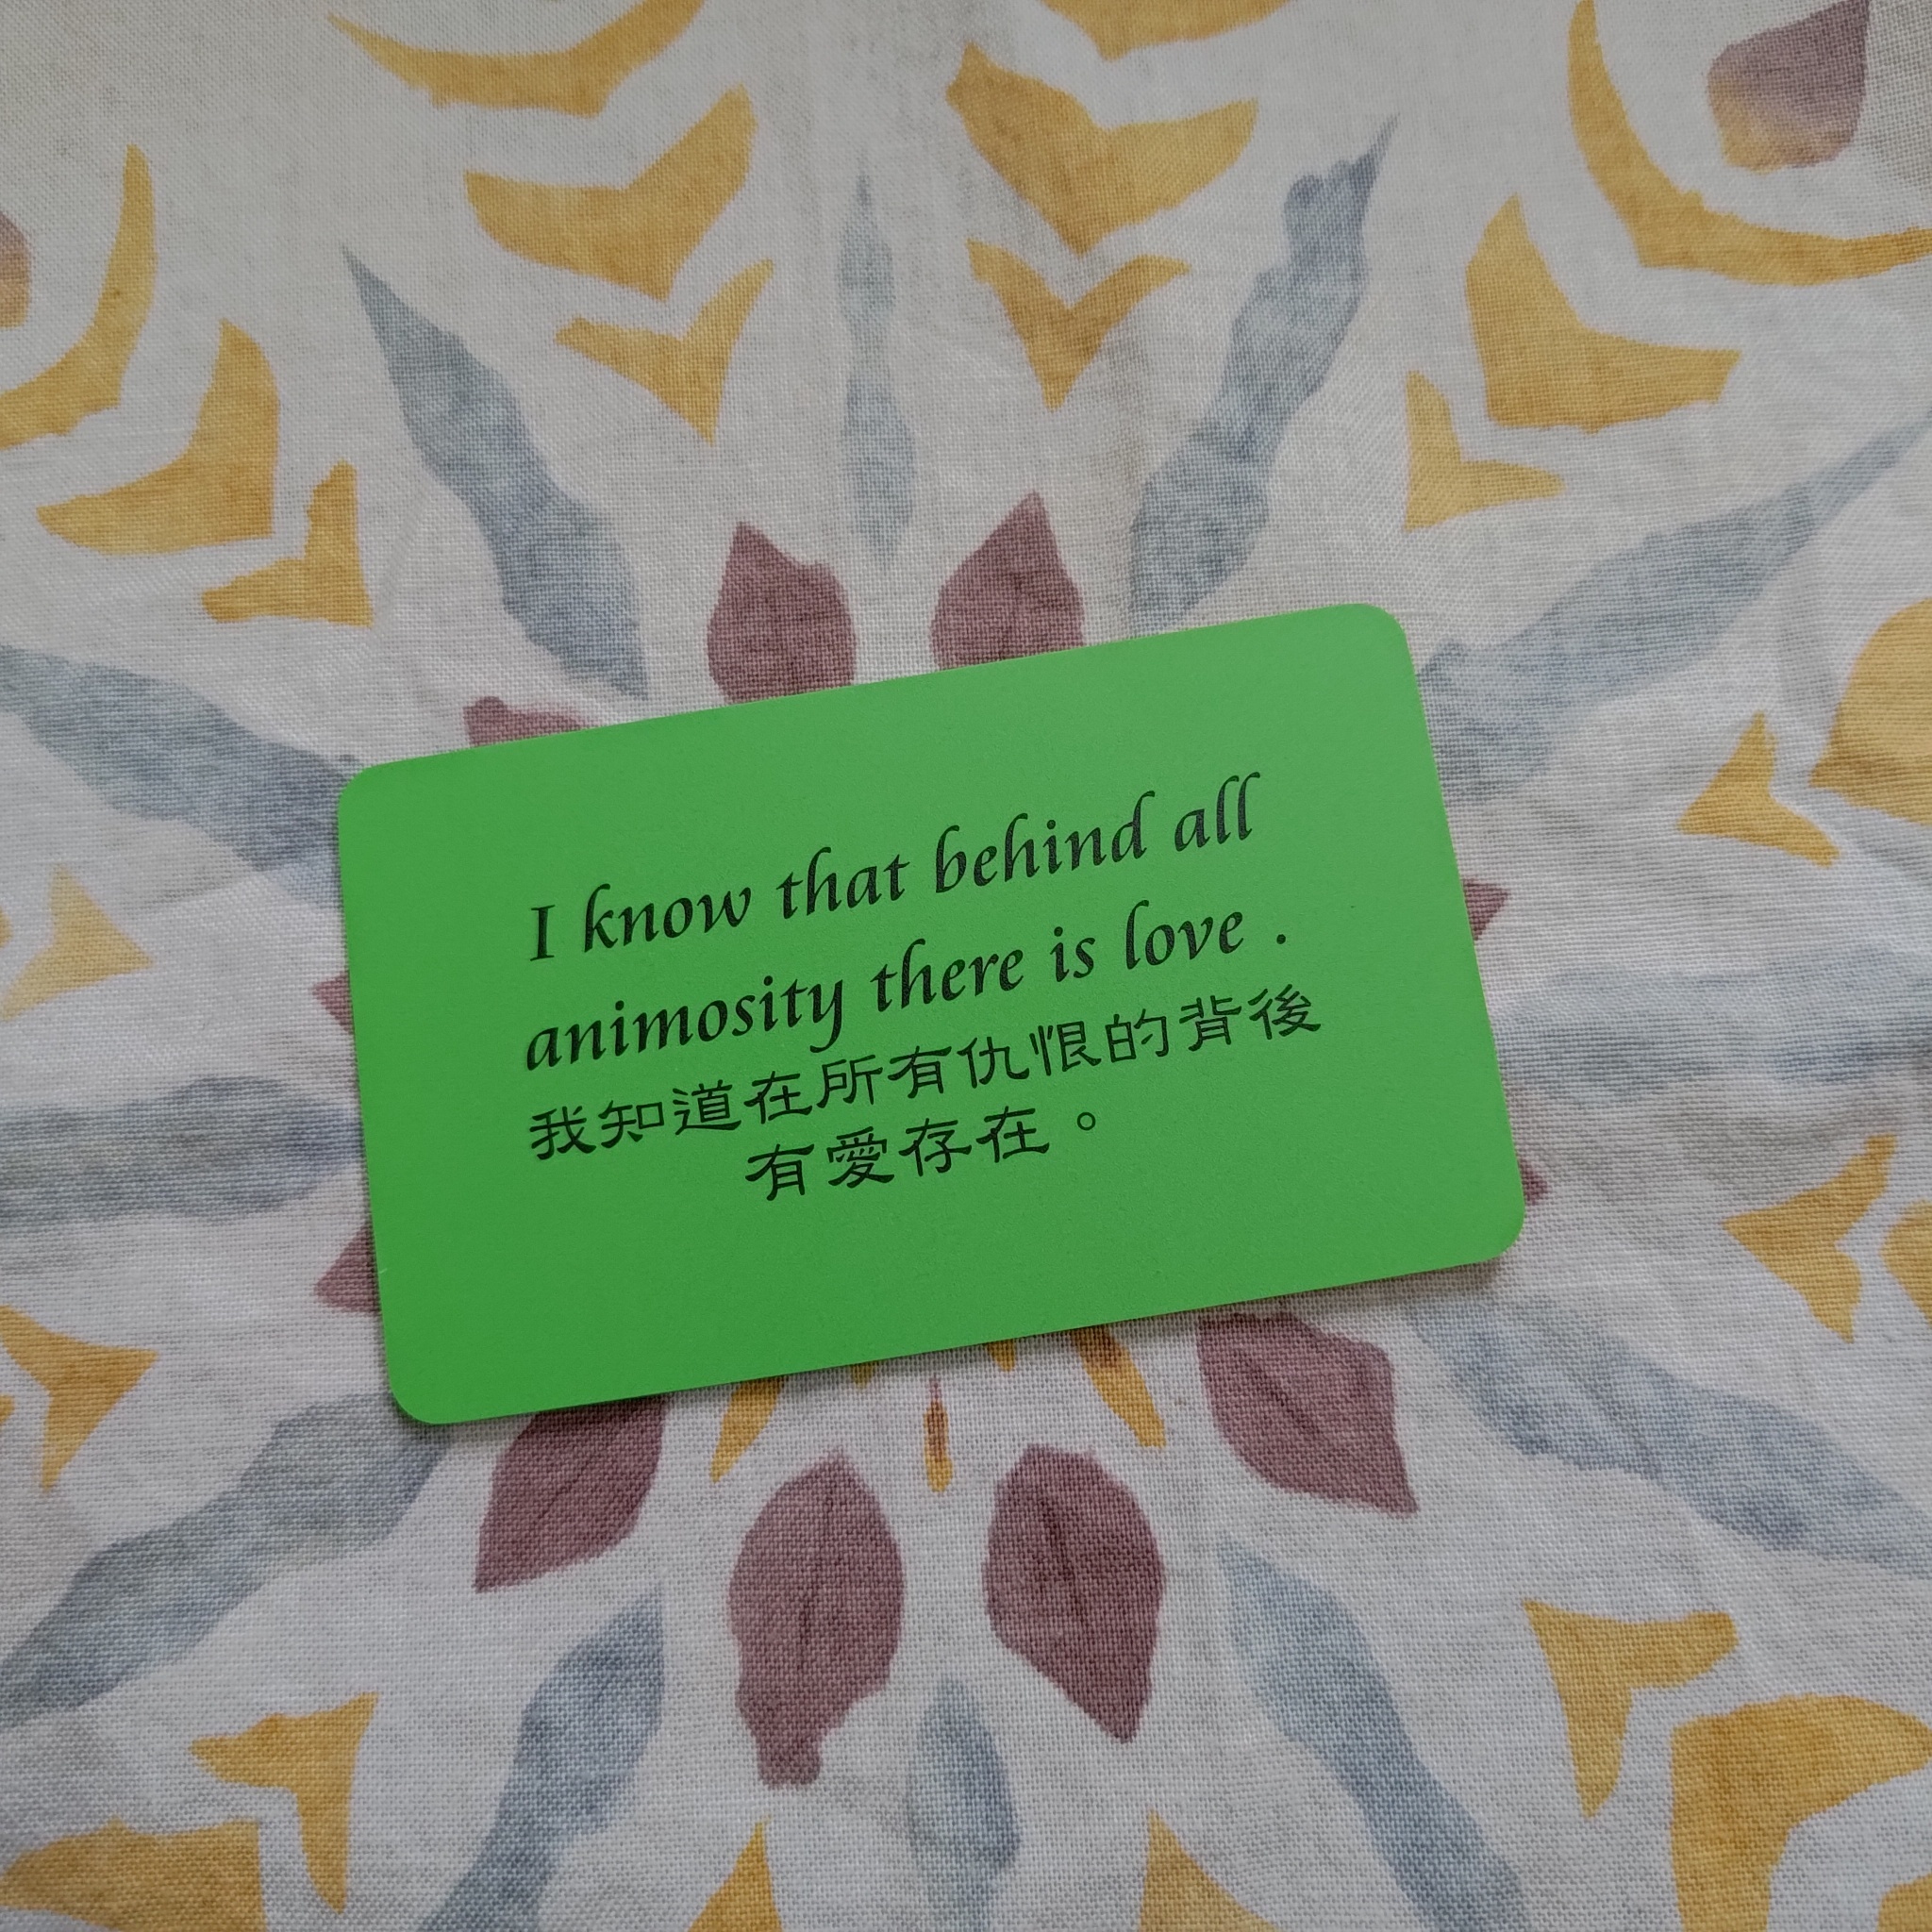 I know that behind all
animosity there is love .
我知道在所有仇恨的背後
有愛存在。